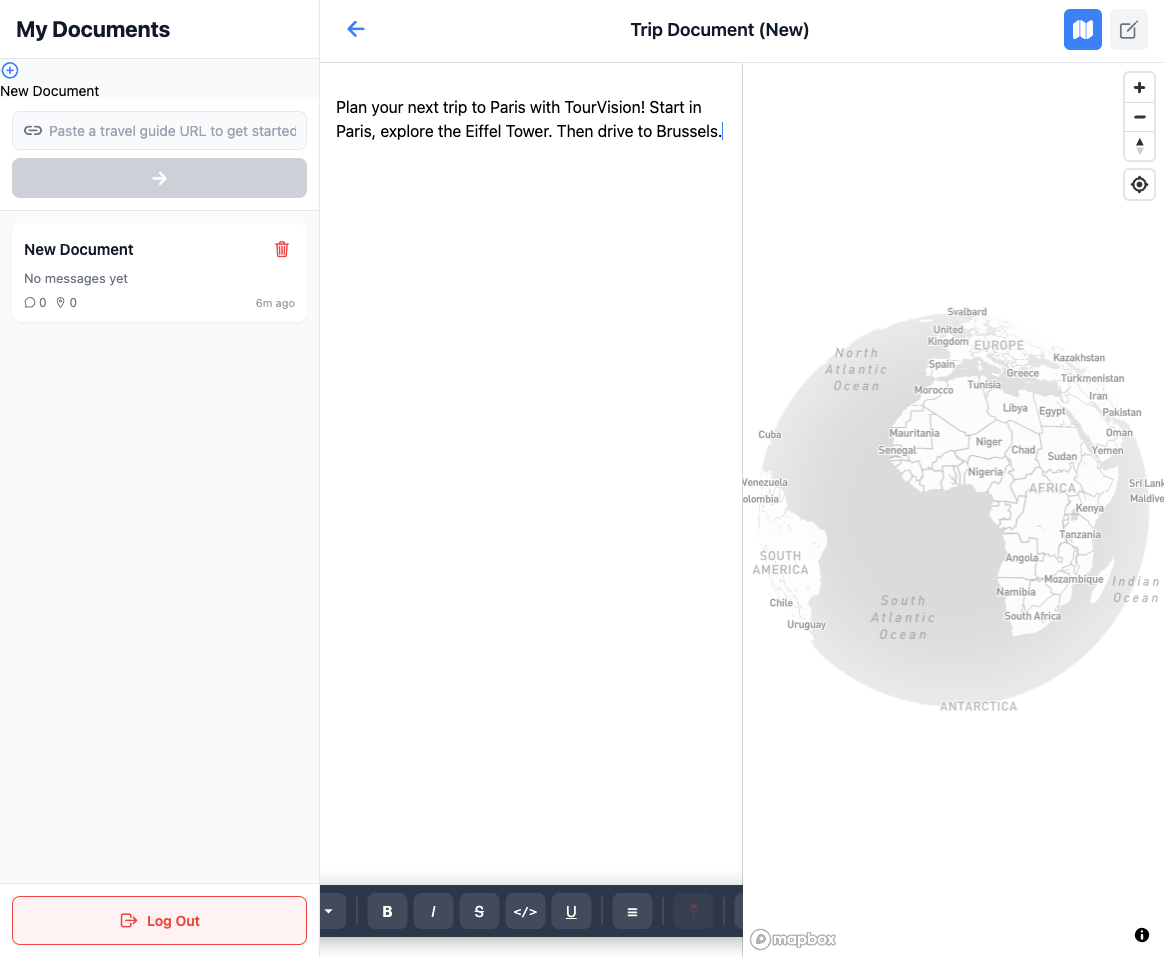 My Documents
New Document
Paste a travel guide URL to get started
New Document
No messages yet
0 0 6m ago
Log Out
Trip Document (New)
Plan your next trip to Paris with TourVision! Start in
Paris, explore the Eiffel Tower. Then drive to Brussels.
B I S </> U
Svalbard
United
Kingdom
EUROPE
North
Atlantic
Ocean
Kazakhstan
Spain
Greece
Turkmenistan
Morocco
Tunisia
Iran
Libya
Egypt
Pakistan
Cuba
Mauritania
Oman
Niger
Senegal
Chad
Sudan
Yemen
Nigeria
Venezuela
AFRICA
Sri Lank
olombia
Maldive
Kenya
Tanzania
SOUTH
AMERICA
Angola
Mozambique
Indian
Ocean
Namibia
Chile
South
Atlantic
Ocean
South Africa
Uruguay
ANTARCTICA
mapbox